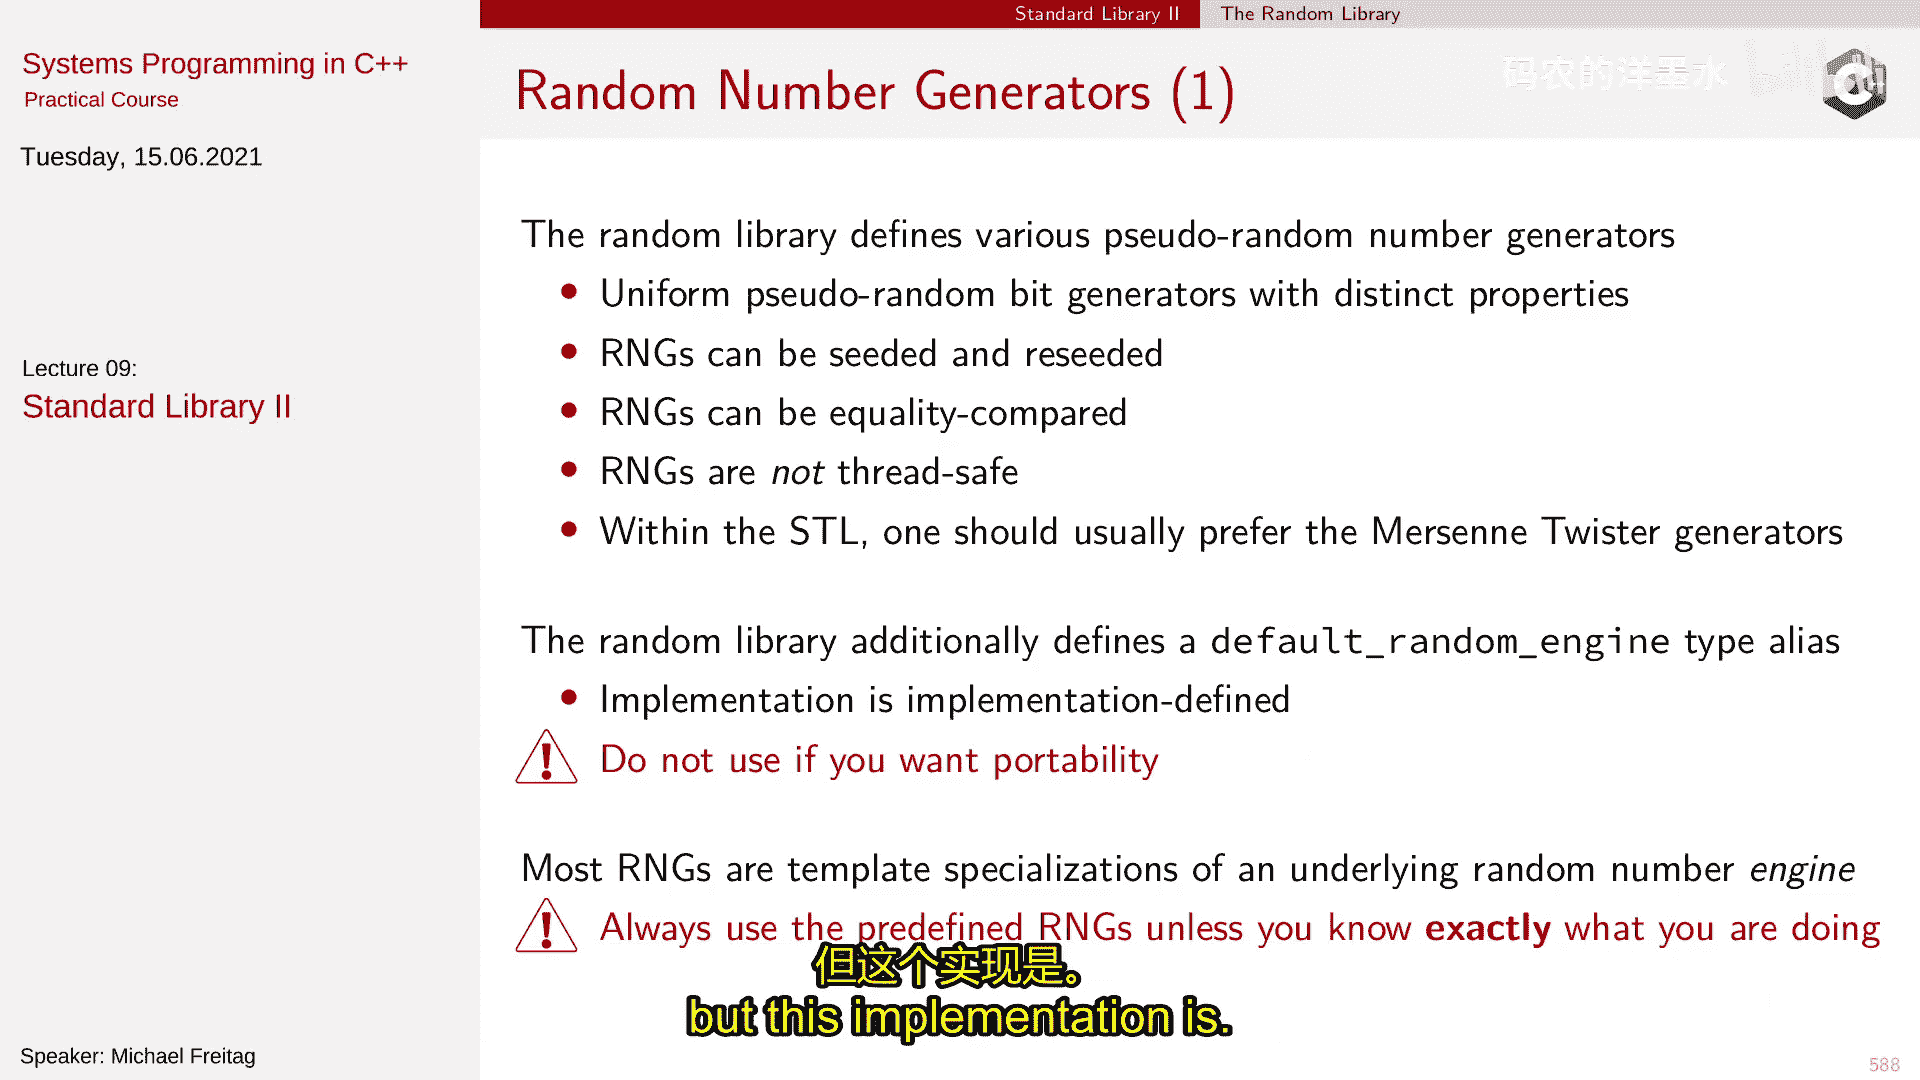 Standard Library II
The Random Library
Systems Programming in C++
Practical Course
Tuesday, 15.06.2021
Lecture 09:
Standard Library II
Speaker: Michael Freitag
Random Number Generators (1)
码农的洋墨水
The random library defines various pseudo-random number generators
• Uniform pseudo-random bit generators with distinct properties
• RNGs can be seeded and reseeded
• RNGs can be equality-compared
• RNGs are not thread-safe
• Within the STL, one should usually prefer the Mersenne Twister generators
The random library additionally defines a default_random_engine type alias
• Implementation is implementation-defined
Do not use if you want portability
Most RNGs are template specializations of an underlying random number engine
Always use the predefined RNGs unless you know exactly what you are doing
但这个实现是。
but this implementation is.
588